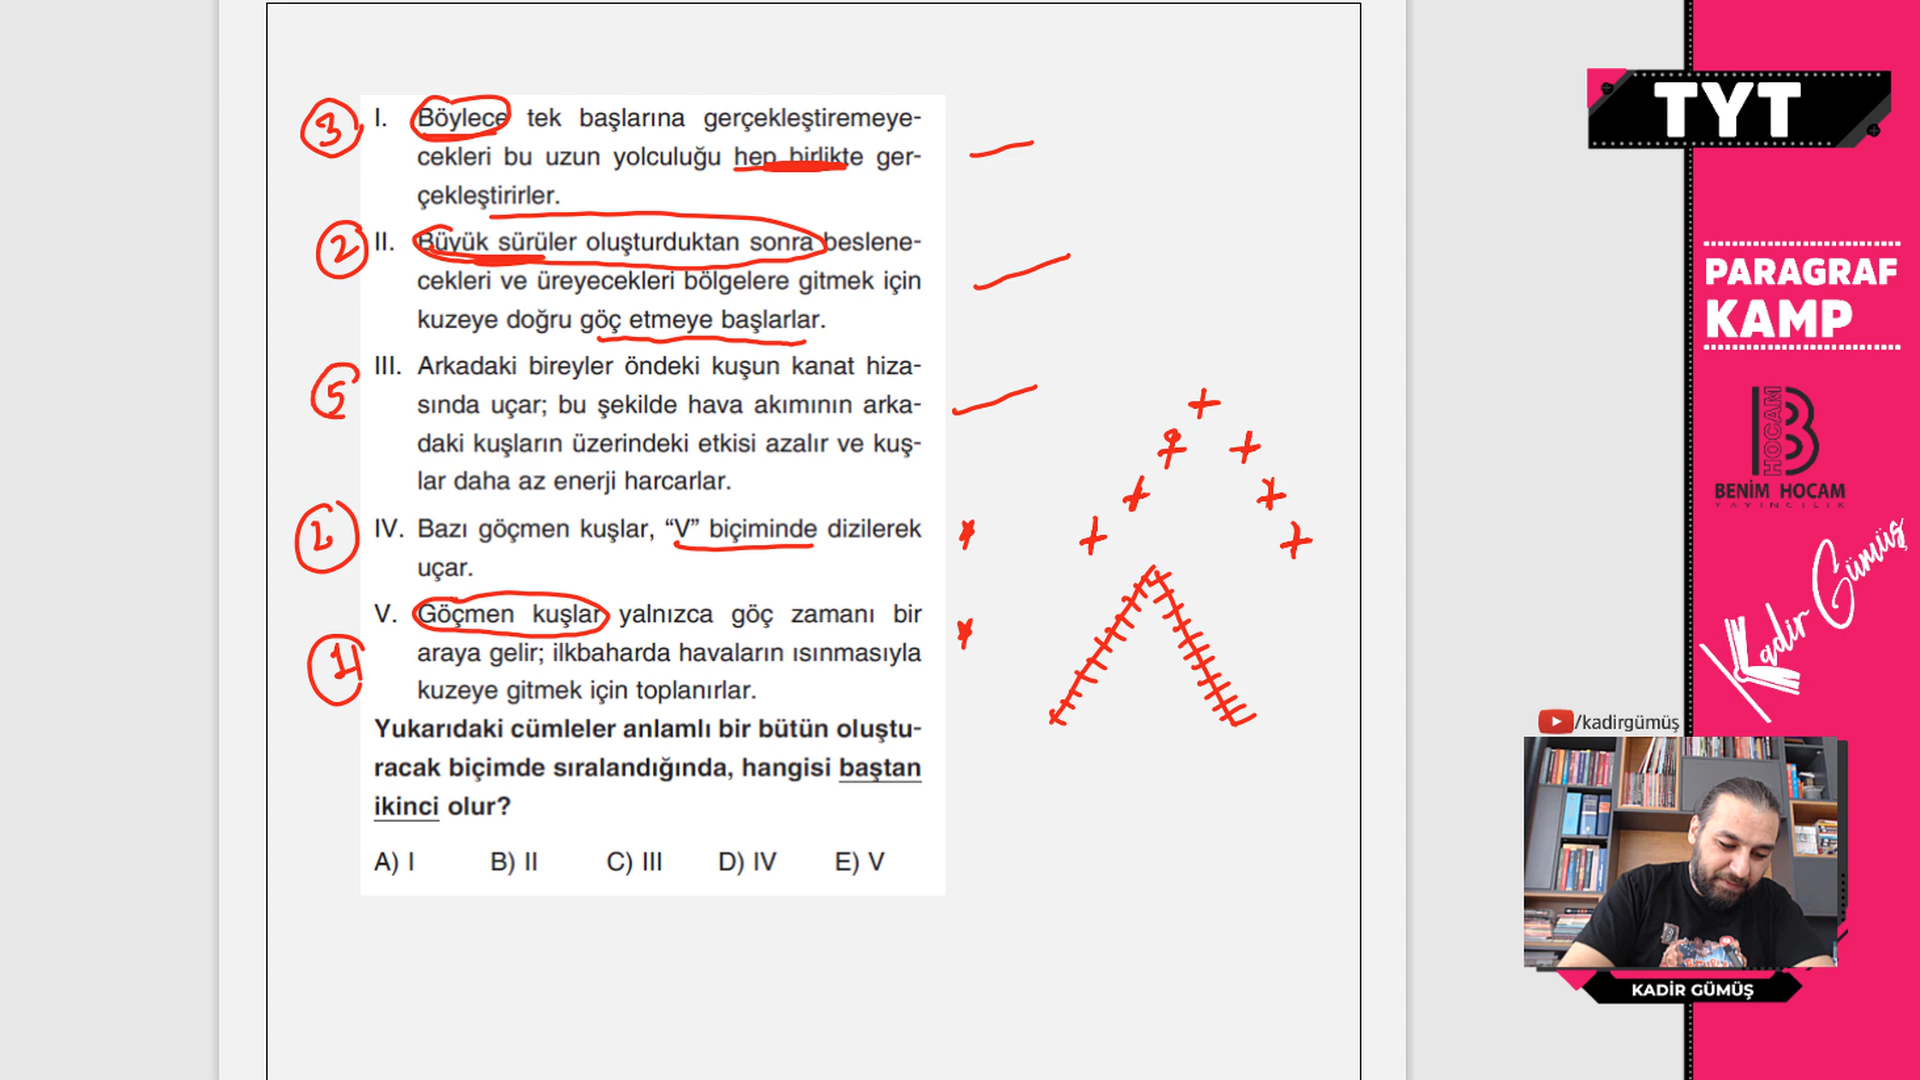 3 I. Böylece tek başlarına gerçekleştiremeye-
cekleri bu uzun yolculuğu hep birlikte ger-
çekleştirirler.
2 II. Büyük sürüler oluşturduktan sonra beslene-
cekleri ve üreyecekleri bölgelere gitmek için
kuzeye doğru göç etmeye başlarlar.
5 III. Arkadaki bireyler öndeki kuşun kanat hiza-
sında uçar; bu şekilde hava akımının arka-
daki kuşların üzerindeki etkisi azalır ve kuş-
lar daha az enerji harcarlar.
IV. Bazı göçmen kuşlar, “V” biçiminde dizilerek
uçar.
V. Göçmen kuşlar yalnızca göç zamanı bir
araya gelir; ilkbaharda havaların ısınmasıyla
kuzeye gitmek için toplanırlar.
Yukarıdaki cümleler anlamlı bir bütün oluştu-
racak biçimde sıralandığında, hangisi baştan
ikinci olur?
A) I B) II C) III D) IV E) V
TYT
PARAGRAF
KAMP
B HOCAM
BENİM HOCAM
YAYINCILIK
Kadir Gümüş
/kadirgümüş
KADİR GÜMÜŞ